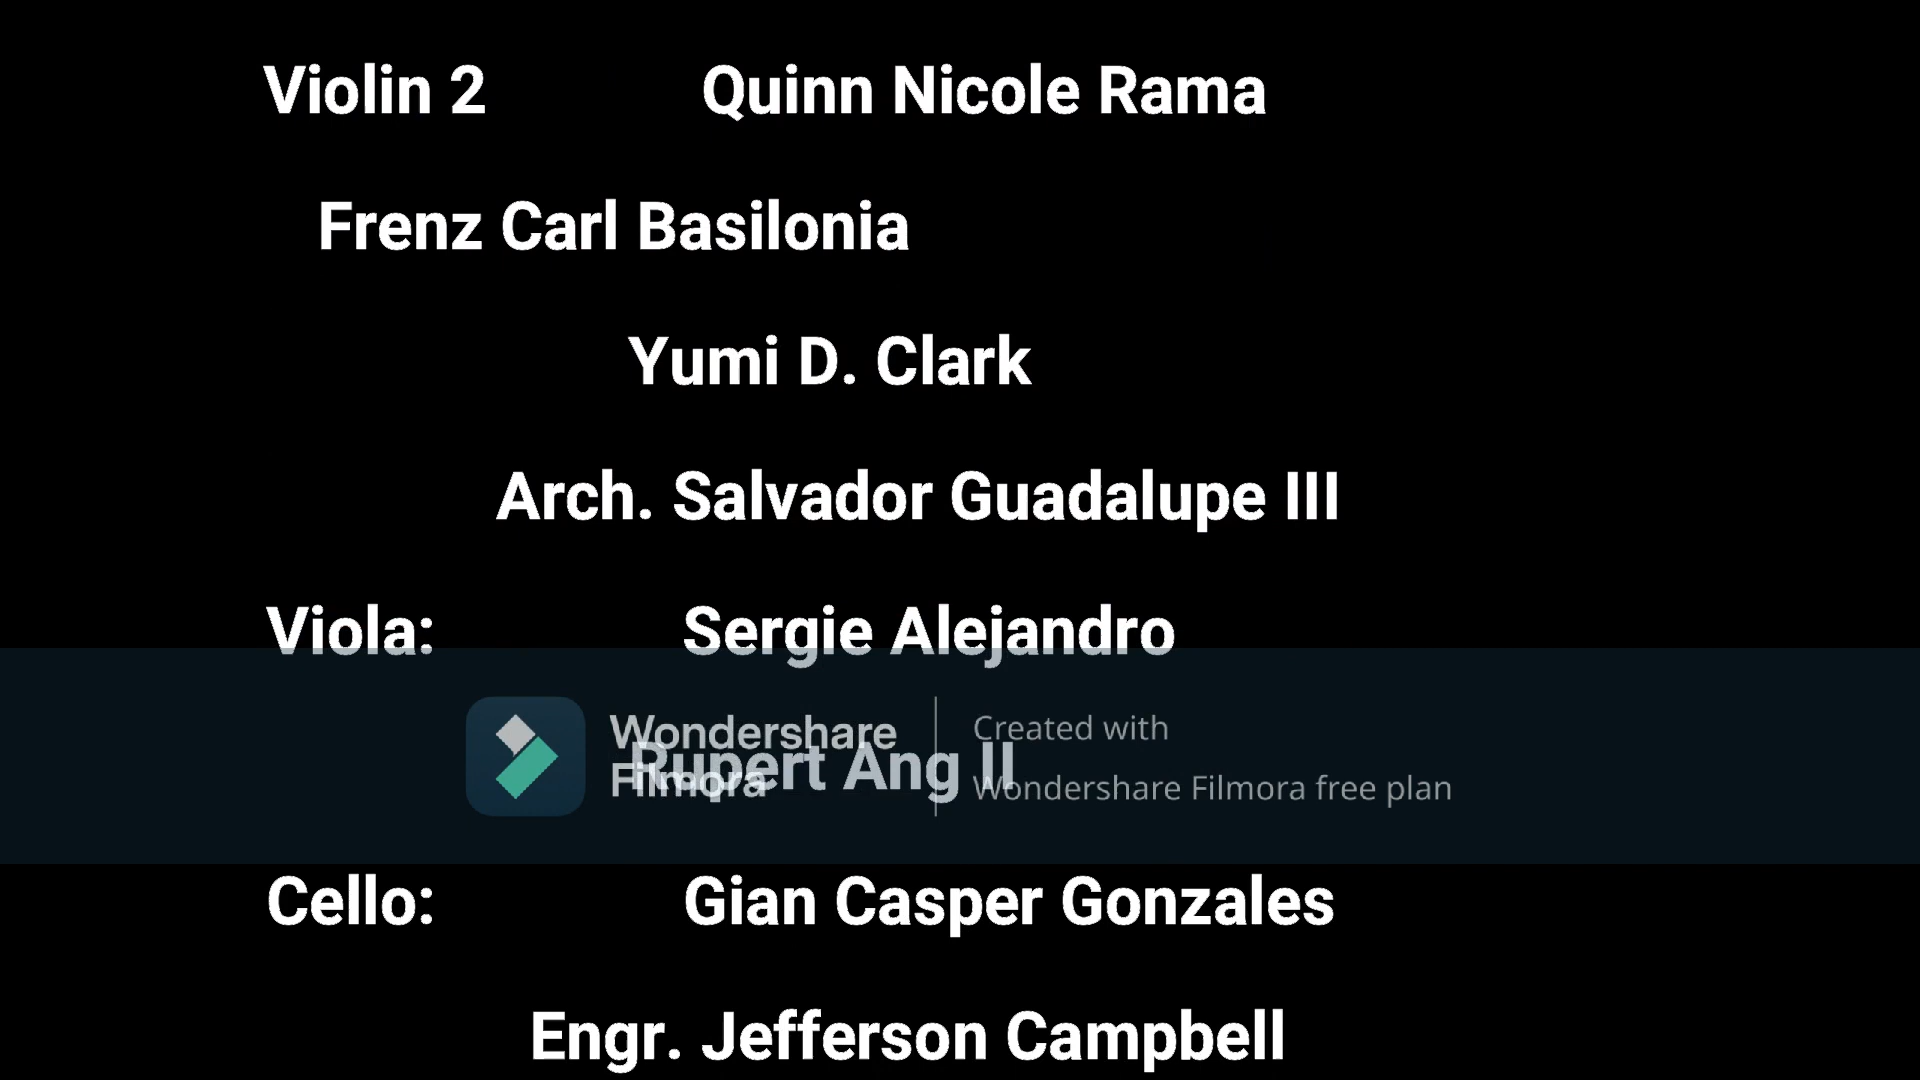 Violin 2 Quinn Nicole Rama
Frenz Carl Basilonia
Yumi D. Clark
Arch. Salvador Guadalupe III
Viola: Sergie Alejandro
Wondershare Filmora
Created with
Wondershare Filmora free plan
Rupert Ang II
Cello: Gian Casper Gonzales
Engr. Jefferson Campbell